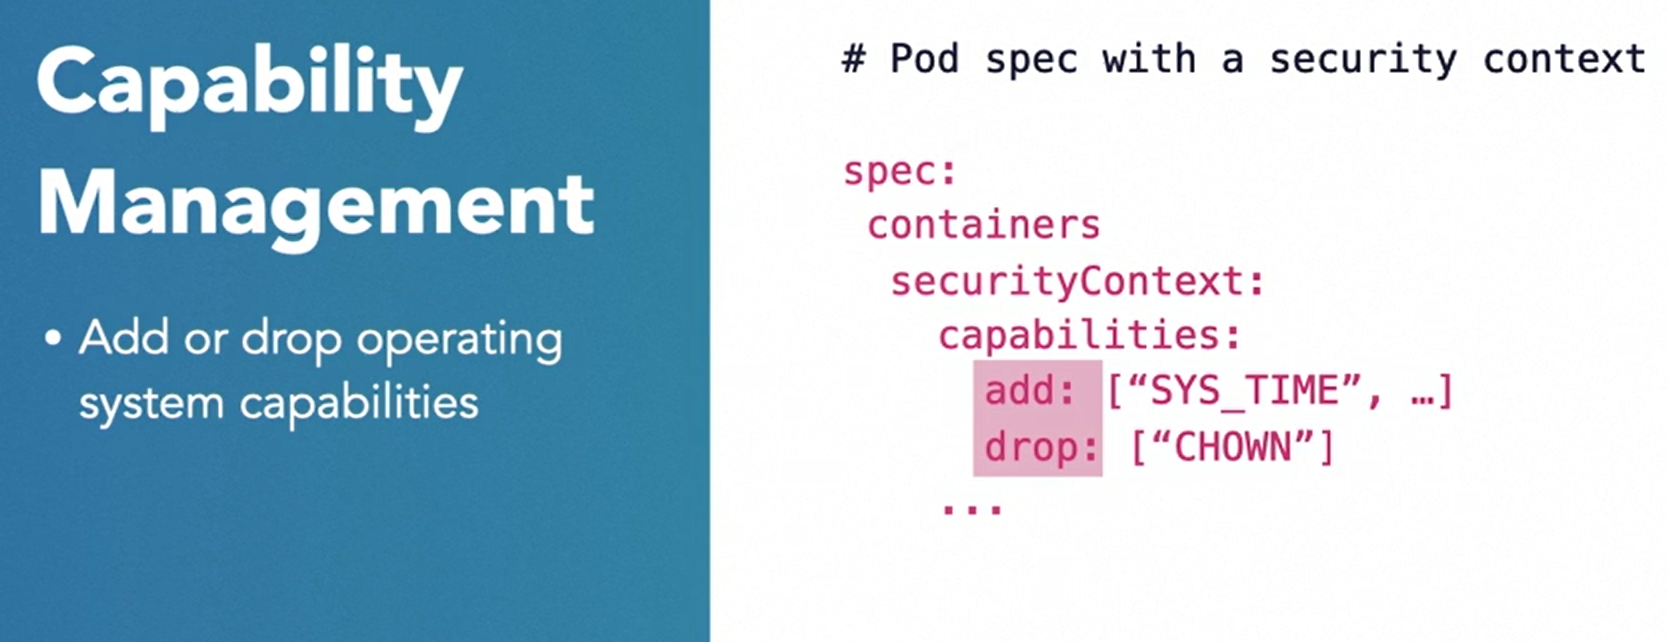 Capability
Management
• Add or drop operating
system capabilities
# Pod spec with a security context
spec:
containers
securityContext:
capabilities:
add: [“SYS_TIME”, …]
drop: [“CHOWN”]
...